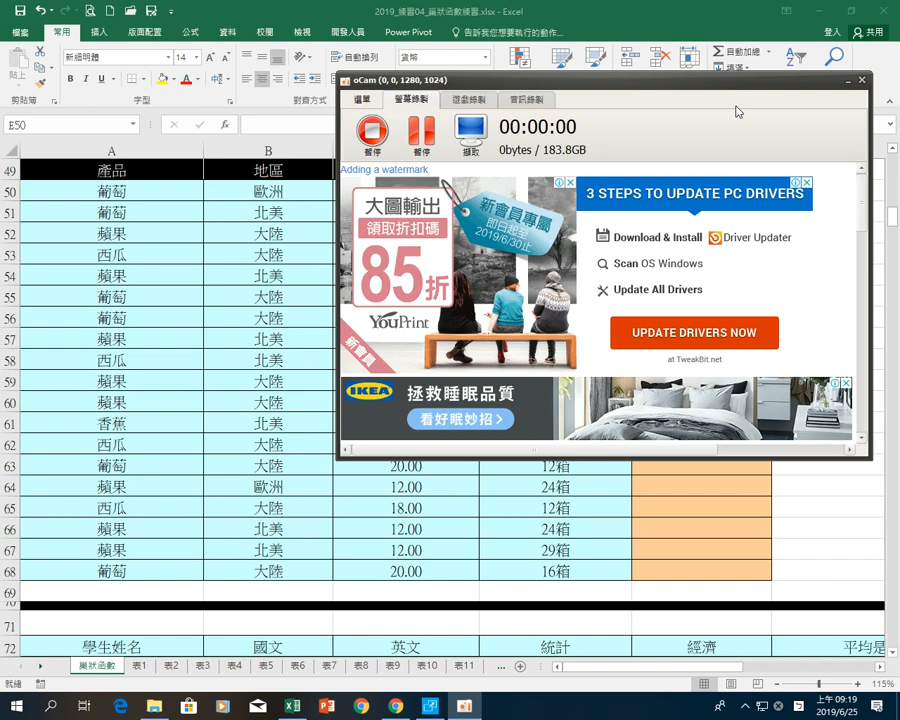 2019_練習04_巢狀函數練習.xlsx - Excel
檔案 常用 插入 版面配置 公式 資料 校閱 檢視 開發人員 Power Pivot 告訴我您想要執行的動作... 登入 共用
新細明體 14 自動換列 貨幣 自動加總
貼上 B I U 填滿
剪貼簿 字型 對齊方式
oCam (0, 0, 1280, 1024)
選單 螢幕錄製 遊戲錄製 音訊錄製
00:00:00
0bytes / 183.8GB
暫停 暫停 擷取
E50 fx
Adding a watermark
大圖輸出
領取折扣碼
85折
YouPrint
新會員
新會員專屬
即日起至
2019/6/30止
3 STEPS TO UPDATE PC DRIVERS
Download & Install Driver Updater
Scan OS Windows
Update All Drivers
UPDATE DRIVERS NOW
at TweakBit.net
IKEA 拯救睡眠品質
看好眠妙招
A B
49 產品 地區
50 葡萄 歐洲
51 葡萄 北美
52 蘋果 大陸
53 西瓜 大陸
54 蘋果 北美
55 葡萄 大陸
56 葡萄 大陸
57 蘋果 北美
58 西瓜 北美
59 蘋果 大陸
60 蘋果 大陸
61 香蕉 北美
62 西瓜 大陸
63 葡萄 大陸 20.00 12箱
64 蘋果 歐洲 12.00 24箱
65 西瓜 大陸 18.00 12箱
66 蘋果 北美 12.00 24箱
67 蘋果 北美 12.00 29箱
68 葡萄 大陸 20.00 16箱
69
70
71
72 學生姓名 國文 英文 統計 經濟 平均是
巢狀函數 表1 表2 表3 表4 表5 表6 表7 表8 表9 表10 表11 ...
就緒 115%
上午 09:19
2019/6/25